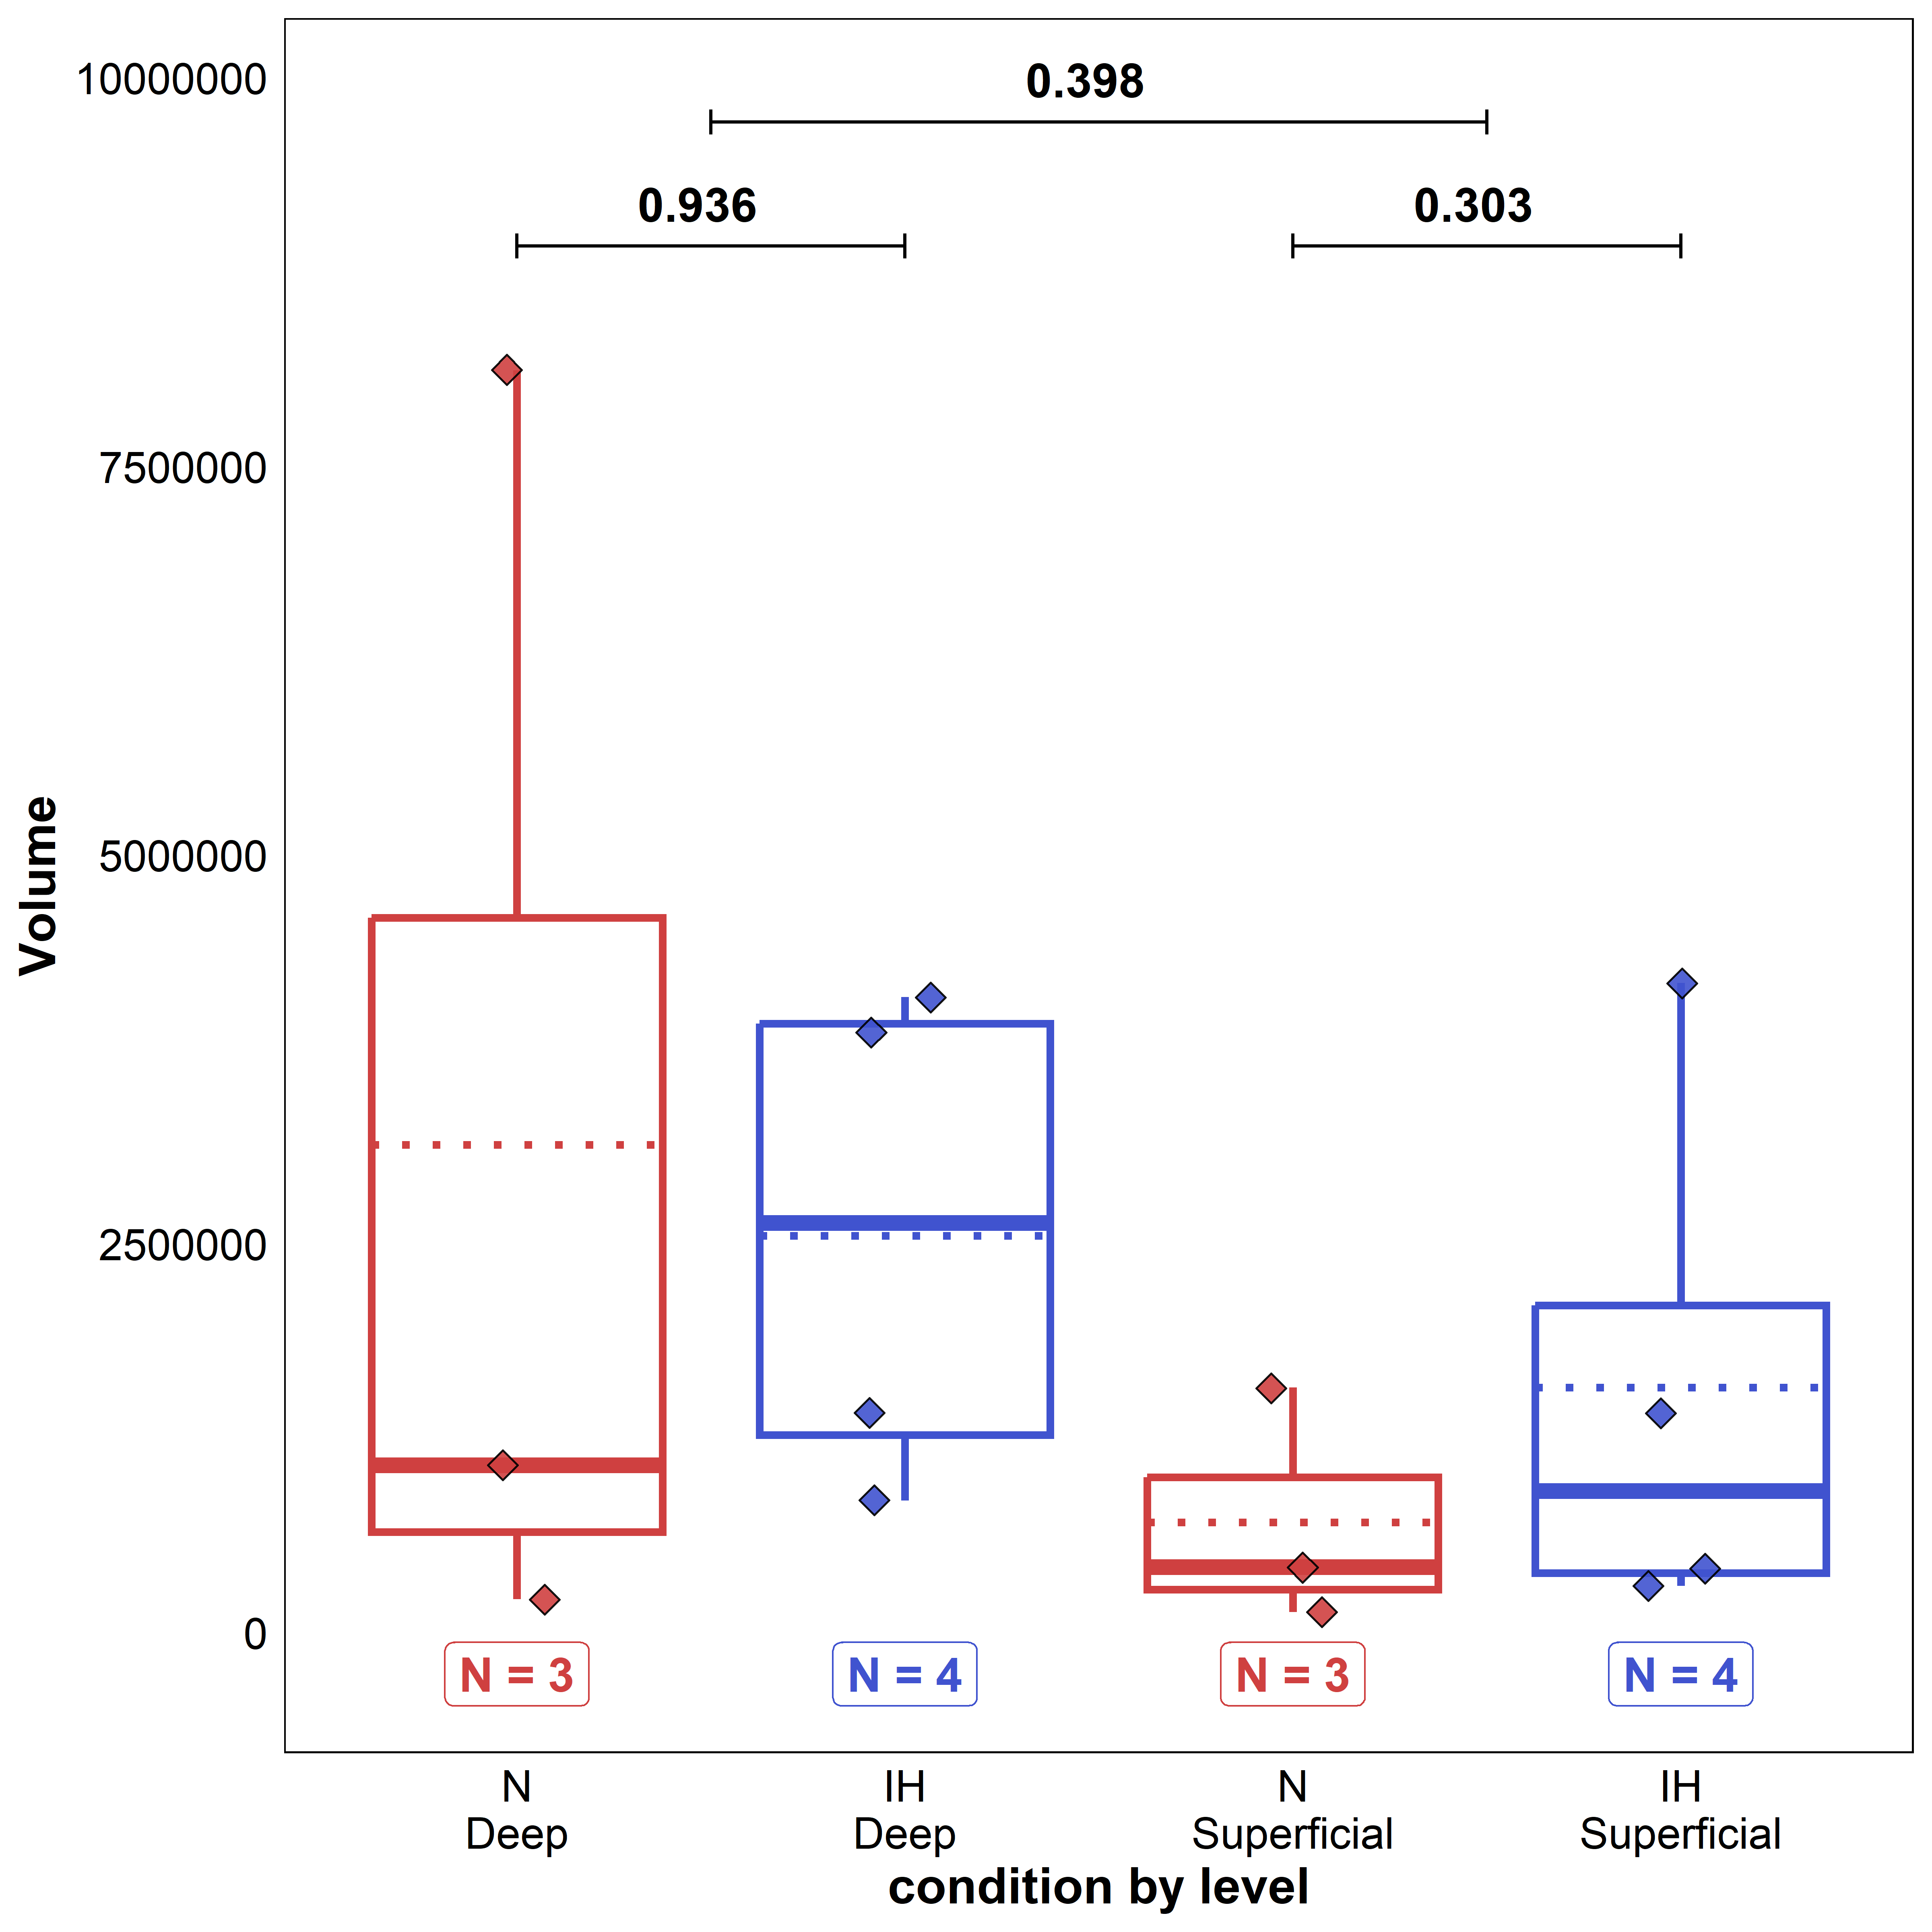 10000000
7500000
5000000
2500000
0
Volume
0.398
0.936
0.303
N = 3
N = 4
N = 3
N = 4
N
Deep
IH
Deep
N
Superficial
IH
Superficial
condition by level